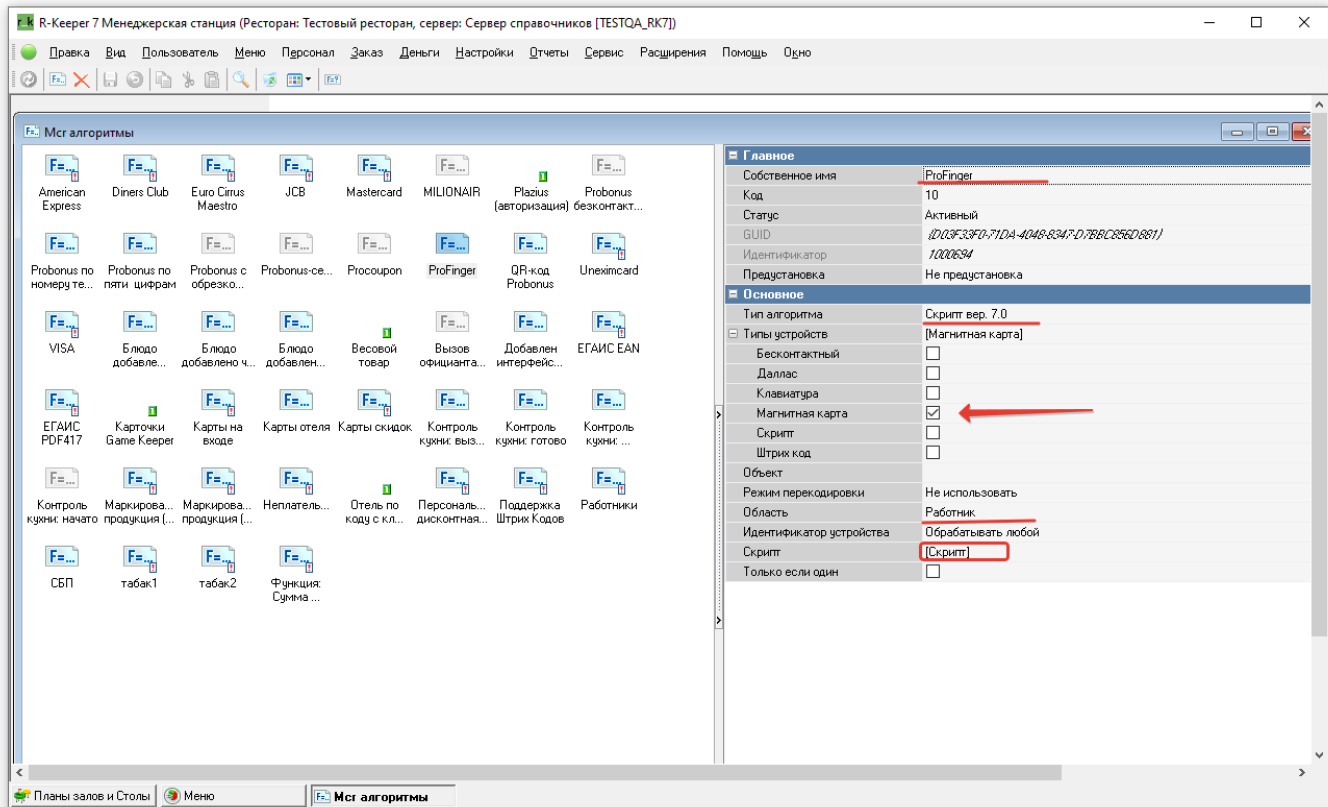 R-Keeper 7 Менеджерская станция (Ресторан: Тестовый ресторан, сервер: Сервер справочников [TESTQA_RK7])
Правка Вид Пользователь Меню Персонал Заказ Деньги Настройки Отчеты Сервис Расширения Помощь Окно
Mcr алгоритмы
American Express
Diners Club
Euro Cirrus Maestro
JCB
Mastercard
MILIONAIR
Plazius (авторизация)
Probonus безконтакт...
Probonus по номеру те...
Probonus по пяти цифрам
Probonus с обрезко...
Probonus-се...
Procoupon
ProFinger
QR-код Probonus
Uneximcard
VISA
Блюдо добавле...
Блюдо добавлено ч...
Блюдо добавлен...
Весовой товар
Вызов официанта...
Добавлен интерфейс...
ЕГАИС EAN
ЕГАИС PDF417
Карточки Game Keeper
Карты на входе
Карты отеля
Карты скидок
Контроль кухни: выз...
Контроль кухни: готово
Контроль кухни: ...
Контроль кухни: начато
Маркирова... продукция (...
Маркирова... продукция (...
Неплатель...
Отель по коду с кл...
Персональ... дисконтная...
Поддержка Штрих Кодов
Работники
СБП
табак1
табак2
Функция: Сумма ...
Главное
Собственное имя ProFinger
Код 10
Статус Активный
GUID {D03F33F0-71DA-4048-8347-D7BBC856D881}
Идентификатор 1000694
Предустановка Не предустановка
Основное
Тип алгоритма Скрипт вер. 7.0
Типы устройств [Магнитная карта]
Бесконтактный
Даллас
Клавиатура
Магнитная карта
Скрипт
Штрих код
Объект
Режим перекодировки Не использовать
Область Работник
Идентификатор устройства Обрабатывать любой
Скрипт [Скрипт]
Только если один
Планы залов и Столы Меню Mcr алгоритмы